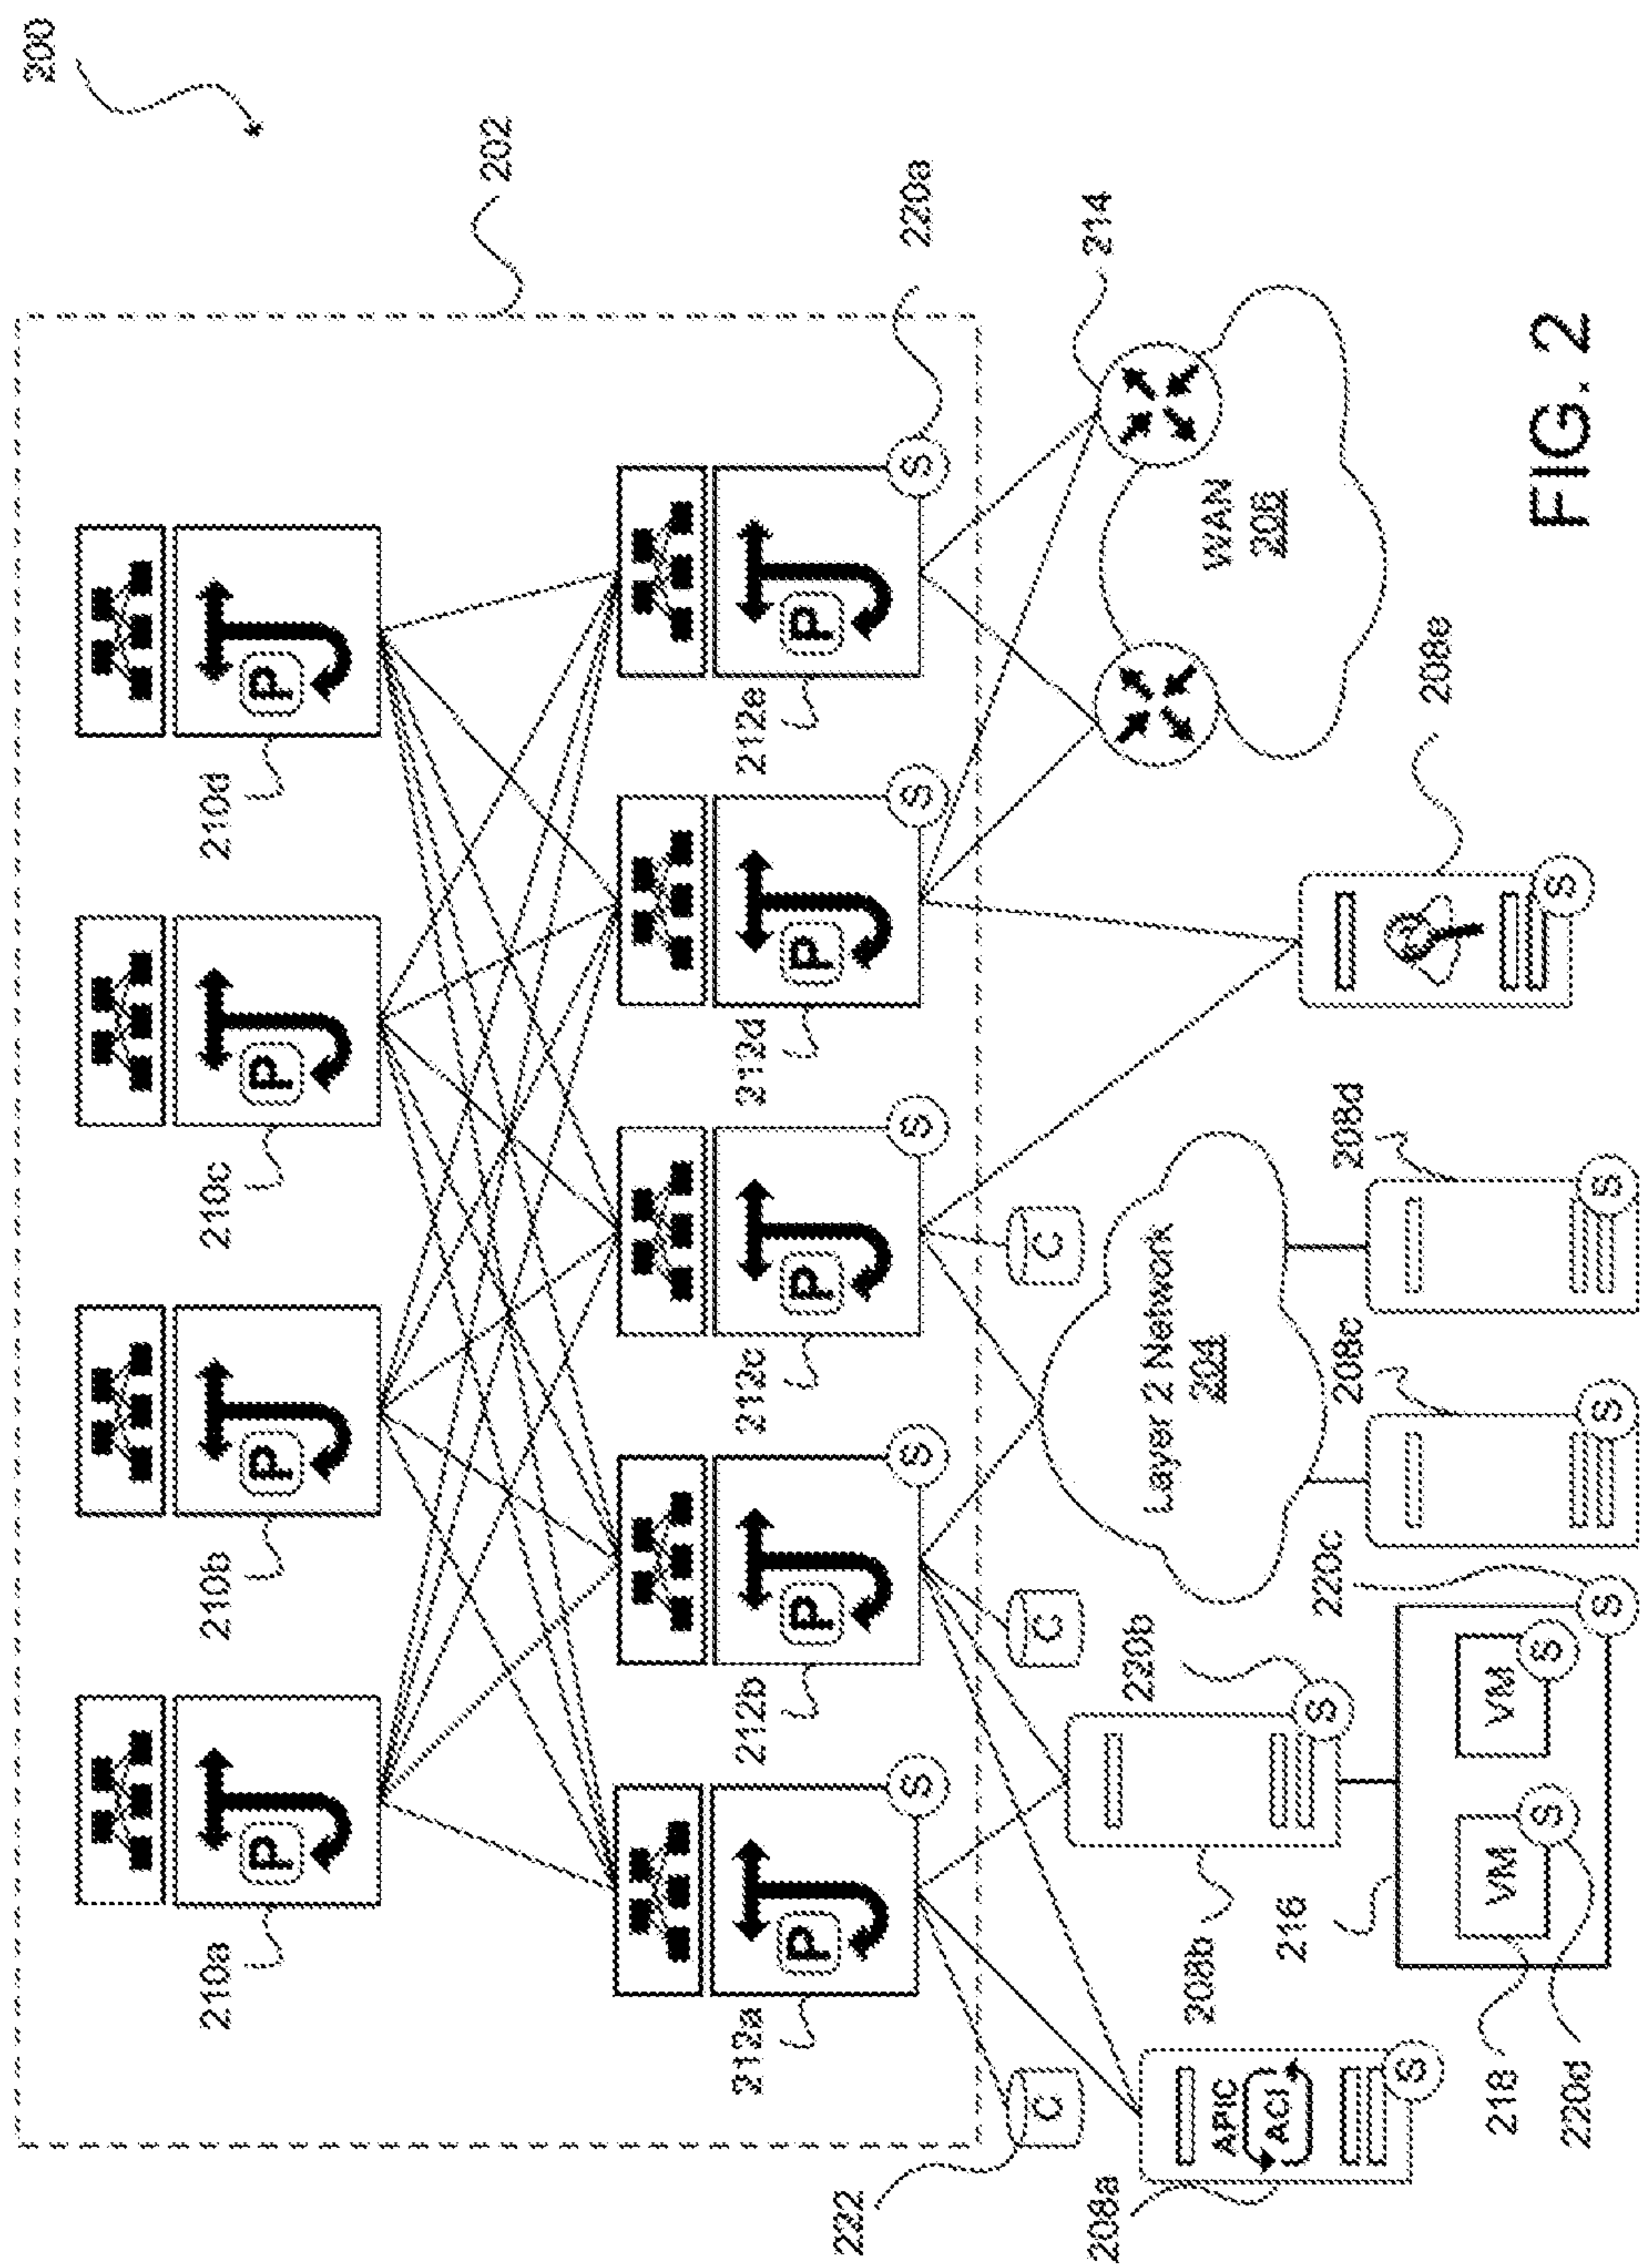 200
202
210a
210b
210c
210d
P
P
P
P
212a
212b
212c
212d
212e
P
P
P
P
P
S
S
S
S
S
220a
222
C
C
C
214
208a
APIC
ACI
S
208b
220b
S
Layer 2 Network
204
WAN
206
216
220c
S
VM
S
VM
S
218
220d
208c
S
208d
S
208e
S
FIG. 2